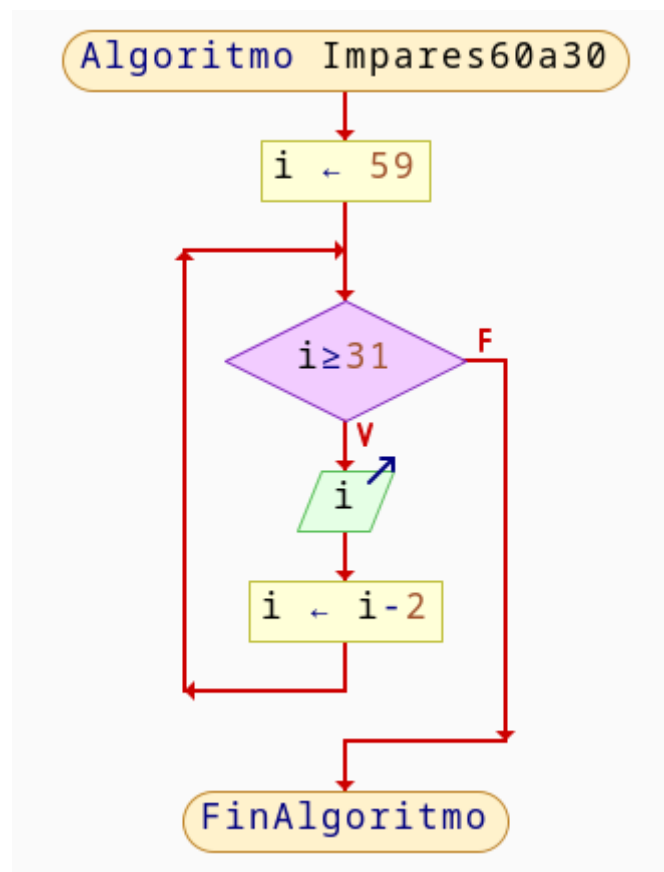 Algoritmo Impares60a30
i ← 59
i≥31
F
V
i
i ← i-2
FinAlgoritmo